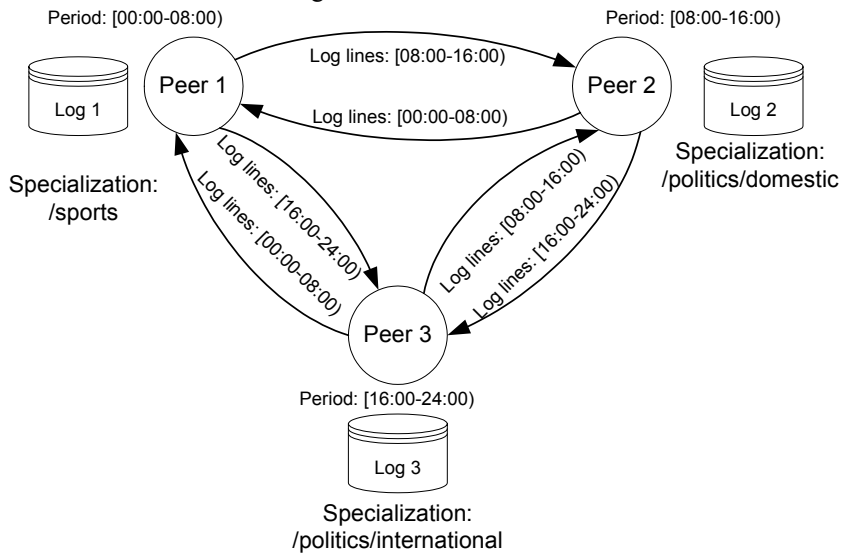 Period: [00:00-08:00)
Period: [08:00-16:00)
Log lines: [08:00-16:00)
Peer 1
Peer 2
Log 1
Log 2
Log lines: [00:00-08:00)
Specialization:
/sports
Specialization:
/politics/domestic
Log lines: [16:00-24:00)
Log lines: [00:00-08:00)
Log lines: [08:00-16:00)
Log lines: [16:00-24:00)
Peer 3
Period: [16:00-24:00)
Log 3
Specialization:
/politics/international